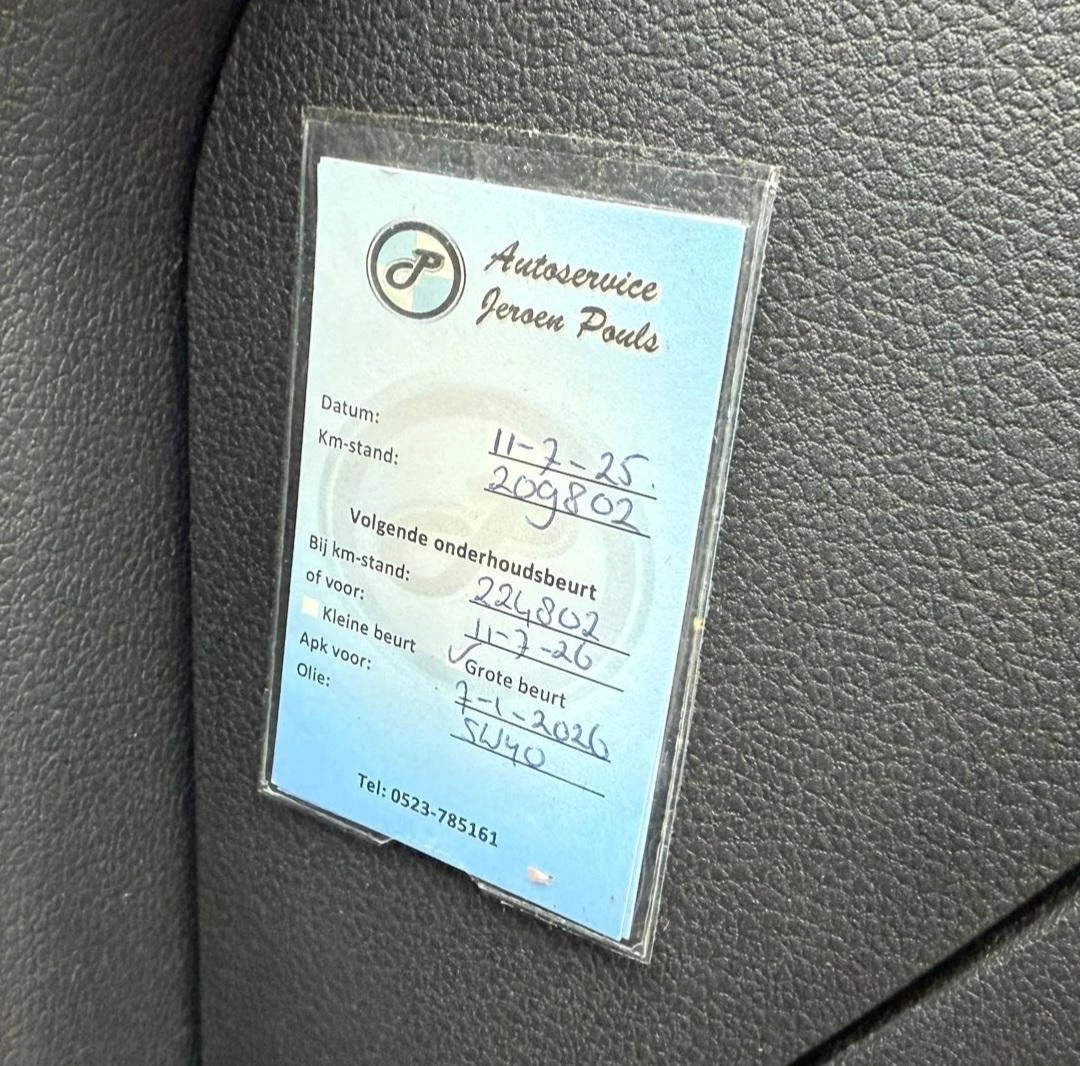 Autoservice
Jeroen Pouls
Datum: 11-7-25
Km-stand: 209802
Volgende onderhoudsbeurt
Bij km-stand: 224802
of voor: 11-7-26
Kleine beurt ✓ Grote beurt
Apk voor: 7-1-2026
Olie: 5W40
Tel: 0523-785161